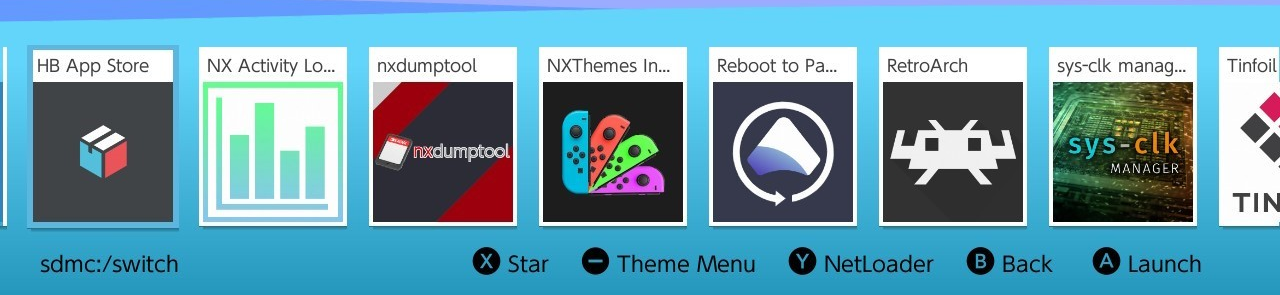 HB App Store
NX Activity Lo...
nxdumptool
NXThemes In...
Reboot to Pa...
RetroArch
sys-clk manag...
Tinfoil
nxdumptool
sys-clk
MANAGER
TIN
sdmc:/switch
X Star
Theme Menu
Y NetLoader
B Back
A Launch